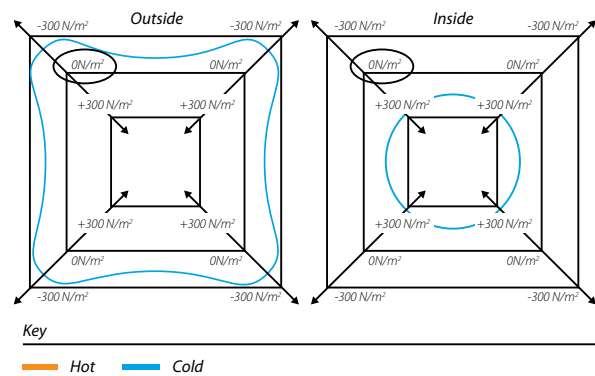 Outside Inside
-300 N/m² -300 N/m² -300 N/m² -300 N/m²
0N/m² 0N/m² 0N/m² 0N/m²
+300 N/m² +300 N/m² +300 N/m² +300 N/m²
+300 N/m² +300 N/m² +300 N/m² +300 N/m²
0N/m² 0N/m² 0N/m² 0N/m²
-300 N/m² -300 N/m² -300 N/m² -300 N/m²
Key
Hot Cold